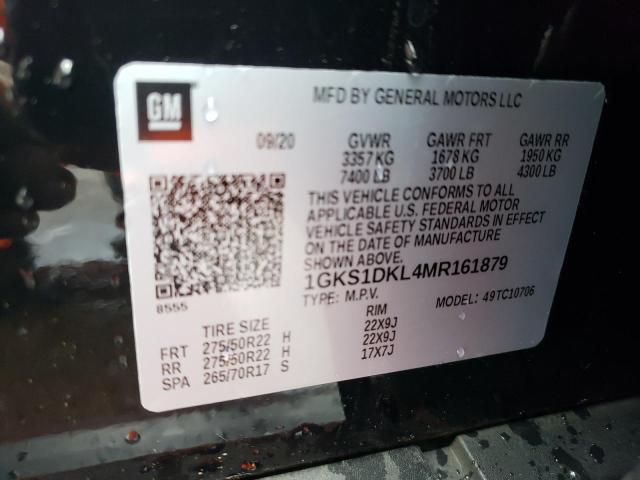 GM
MFD BY GENERAL MOTORS LLC
09/20 GVWR GAWR FRT GAWR RR
3357 KG 1678 KG 1950 KG
7400 LB 3700 LB 4300 LB
THIS VEHICLE CONFORMS TO ALL
APPLICABLE U.S. FEDERAL MOTOR
VEHICLE SAFETY STANDARDS IN EFFECT
ON THE DATE OF MANUFACTURE
SHOWN ABOVE.
1GKS1DKL4MR161879
8555
TYPE: M.P.V. MODEL: 49TC10706
TIRE SIZE RIM
FRT 275/50R22 H 22X9J
RR 275/50R22 H 22X9J
SPA 265/70R17 S 17X7J